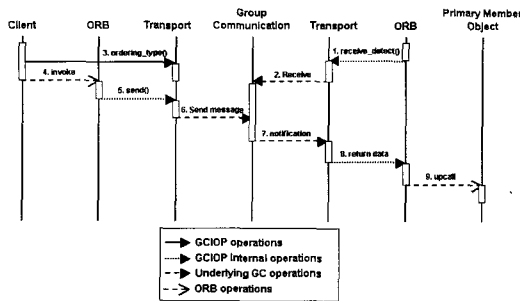 Client
ORB
Transport
Group
Communication
Transport
ORB
Primary Member
Object
3. ordering_type()
1. receive_detect()
4. invoke
2. Receive
5. send()
6. Send message
7. notification
8. return data
9. upcall
GCIOP operations
GCIOP Internal operations
Underlying GC operations
ORB operations